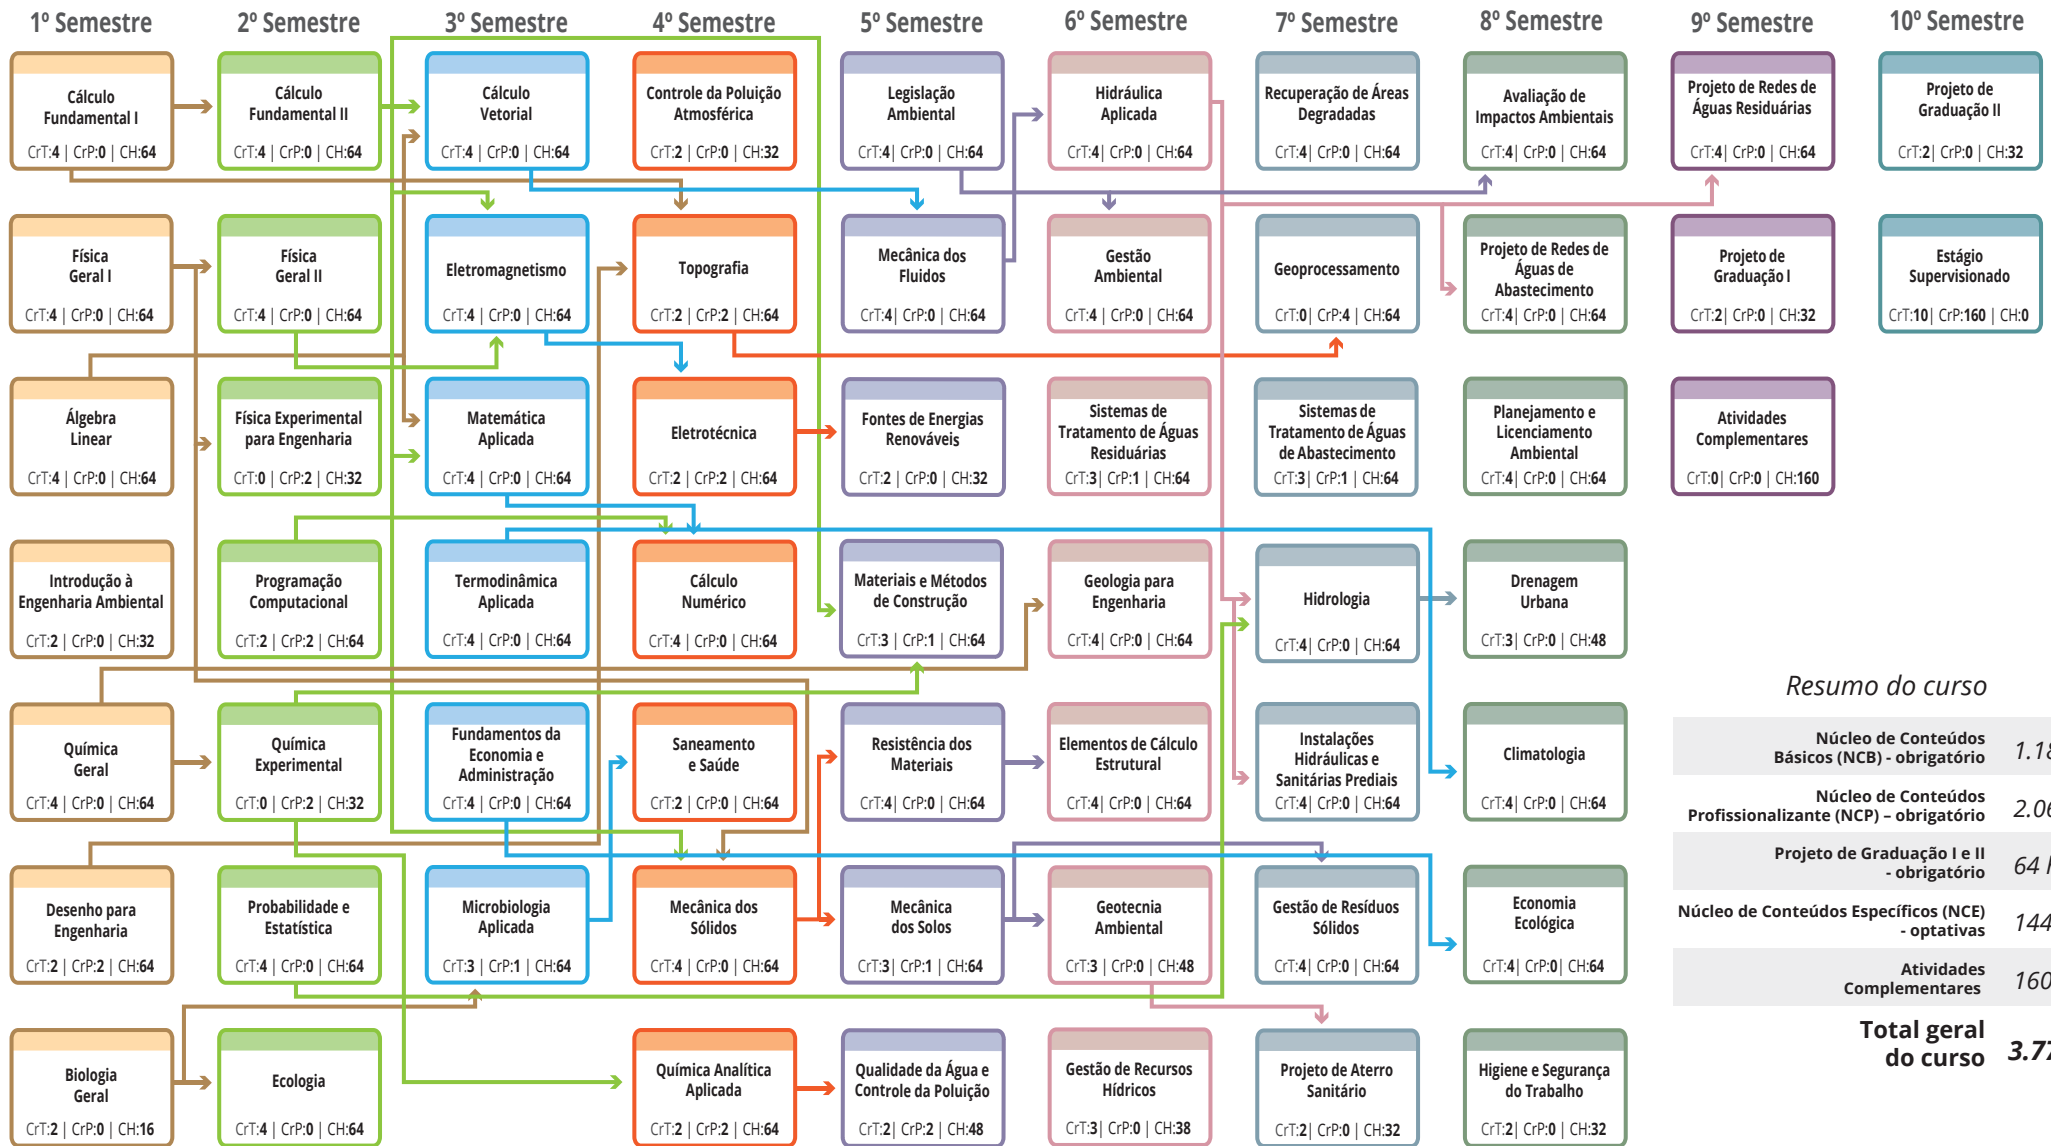 1º Semestre
2º Semestre
3º Semestre
4º Semestre
5º Semestre
6º Semestre
7º Semestre
8º Semestre
9º Semestre
10º Semestre
Cálculo
Fundamental I
CrT:4 | CrP:0 | CH:64
Cálculo
Fundamental II
CrT:4 | CrP:0 | CH:64
Cálculo
Vetorial
CrT:4 | CrP:0 | CH:64
Controle da Poluição
Atmosférica
CrT:2 | CrP:0 | CH:32
Legislação
Ambiental
CrT:4| CrP:0 | CH:64
Hidráulica
Aplicada
CrT:4| CrP:0 | CH:64
Recuperação de Áreas
Degradadas
CrT:4| CrP:0 | CH:64
Avaliação de
Impactos Ambientais
CrT:4| CrP:0 | CH:64
Projeto de Redes de
Águas Residuárias
CrT:4| CrP:0 | CH:64
Projeto de
Graduação II
CrT:2| CrP:0 | CH:32
Física
Geral I
CrT:4 | CrP:0 | CH:64
Física
Geral II
CrT:4 | CrP:0 | CH:64
Eletromagnetismo
CrT:4 | CrP:0 | CH:64
Topografia
CrT:2 | CrP:2 | CH:64
Mecânica dos
Fluidos
CrT:4| CrP:0 | CH:64
Gestão
Ambiental
CrT:4 | CrP:0 | CH:64
Geoprocessamento
CrT:0| CrP:4 | CH:64
Projeto de Redes de
Águas de
Abastecimento
CrT:4| CrP:0 | CH:64
Projeto de
Graduação I
CrT:2| CrP:0 | CH:32
Estágio
Supervisionado
CrT:10| CrP:160 | CH:0
Álgebra
Linear
CrT:4 | CrP:0 | CH:64
Física Experimental
para Engenharia
CrT:0 | CrP:2 | CH:32
Matemática
Aplicada
CrT:4 | CrP:0 | CH:64
Eletrotécnica
CrT:2 | CrP:2 | CH:64
Fontes de Energias
Renováveis
CrT:2 | CrP:0 | CH:32
Sistemas de
Tratamento de Águas
Residuárias
CrT:3| CrP:1 | CH:64
Sistemas de
Tratamento de Águas
de Abastecimento
CrT:3| CrP:1 | CH:64
Planejamento e
Licenciamento
Ambiental
CrT:4 | CrP:0 | CH:64
Atividades
Complementares
CrT:0| CrP:0 | CH:160
Introdução à
Engenharia Ambiental
CrT:2 | CrP:0 | CH:32
Programação
Computacional
CrT:2 | CrP:2 | CH:64
Termodinâmica
Aplicada
CrT:4 | CrP:0 | CH:64
Cálculo
Numérico
CrT:4 | CrP:0 | CH:64
Materiais e Métodos
de Construção
CrT:3 | CrP:1 | CH:64
Geologia para
Engenharia
CrT:4| CrP:0 | CH:64
Hidrologia
CrT:4 | CrP:0 | CH:64
Drenagem
Urbana
CrT:3| CrP:0 | CH:48
Química
Geral
CrT:4 | CrP:0 | CH:64
Química
Experimental
CrT:0 | CrP:2 | CH:32
Fundamentos da
Economia e
Administração
CrT:4 | CrP:0 | CH:64
Saneamento
e Saúde
CrT:2 | CrP:0 | CH:64
Resistência dos
Materiais
CrT:4| CrP:0 | CH:64
Elementos de Cálculo
Estrutural
CrT:4| CrP:0 | CH:64
Instalações
Hidráulicas e
Sanitárias Prediais
CrT:4| CrP:0 | CH:64
Climatologia
CrT:4 | CrP:0 | CH:64
Desenho para
Engenharia
CrT:2 | CrP:2 | CH:64
Probabilidade e
Estatística
CrT:4 | CrP:0 | CH:64
Microbiologia
Aplicada
CrT:3 | CrP:1 | CH:64
Mecânica dos
Sólidos
CrT:4 | CrP:0 | CH:64
Mecânica
dos Solos
CrT:3| CrP:1 | CH:64
Geotecnia
Ambiental
CrT:3 | CrP:0 | CH:48
Gestão de Resíduos
Sólidos
CrT:4| CrP:0 | CH:64
Economia
Ecológica
CrT:4| CrP:0| CH:64
Biologia
Geral
CrT:2 | CrP:0 | CH:16
Ecologia
CrT:4 | CrP:0 | CH:64
Química Analítica
Aplicada
CrT:2 | CrP:2 | CH:64
Qualidade da Água e
Controle da Poluição
CrT:2| CrP:2 | CH:48
Gestão de Recursos
Hídricos
CrT:3| CrP:0 | CH:38
Projeto de Aterro
Sanitário
CrT:2| CrP:0 | CH:32
Higiene e Segurança
do Trabalho
CrT:2 | CrP:0 | CH:32
Resumo do curso
Núcleo de Conteúdos
Básicos (NCB) - obrigatório 1.18
Núcleo de Conteúdos
Profissionalizante (NCP) – obrigatório 2.06
Projeto de Graduação I e II
- obrigatório 64
Núcleo de Conteúdos Específicos (NCE)
- optativas 144
Atividades
Complementares 160
Total geral
do curso 3.77